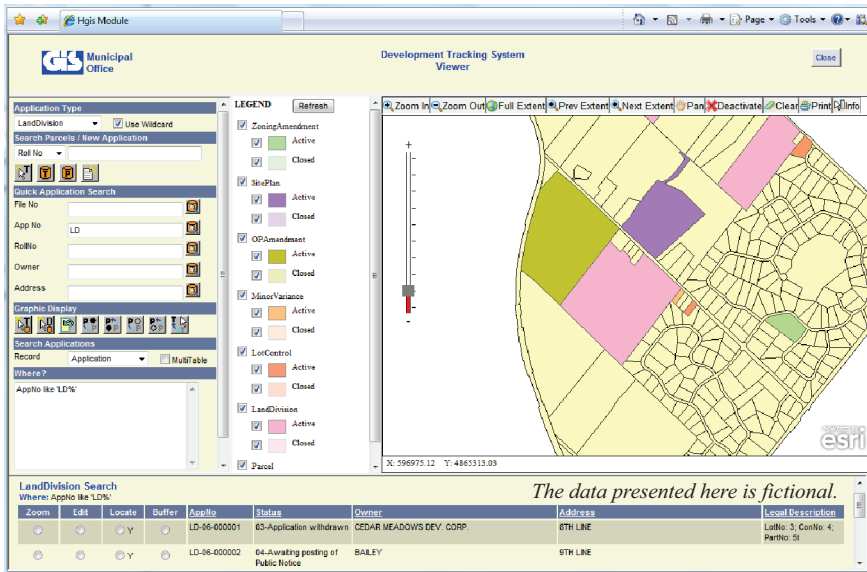 Hgis Module
Page
Tools
GIS Municipal Office
Development Tracking System
Viewer
Close
Application Type
LandDivision
Use Wildcard
Search Parcels / New Application
Roll No
Quick Application Search
File No
App No LD
RollNo
Owner
Address
Graphic Display
Search Applications
Record Application MultiTable
Where?
AppNo like 'LD%'
LEGEND Refresh
ZoningAmendment
Active
Closed
SitePlan
Active
Closed
OPAmendment
Active
Closed
MinorVariance
Active
Closed
LotControl
Active
Closed
LandDivision
Active
Closed
Parcel
Zoom In Zoom Out Full Extent Prev Extent Next Extent Pan Deactivate Clear Print Info
esri
X: 596975.12 Y: 4865313.03
LandDivision Search
Where: AppNo like 'LD%'
The data presented here is fictional.
Zoom Edit Locate Buffer AppNo Status Owner Address Legal Description
Y LD-06-000001 03-Application withdrawn CEDAR MEADOWS DEV. CORP. 8TH LINE LotNo: 3; ConNo: 4;
PartNo: 5t
Y LD-06-000002 04-Awaiting posting of BAILEY 9TH LINE
Public Notice